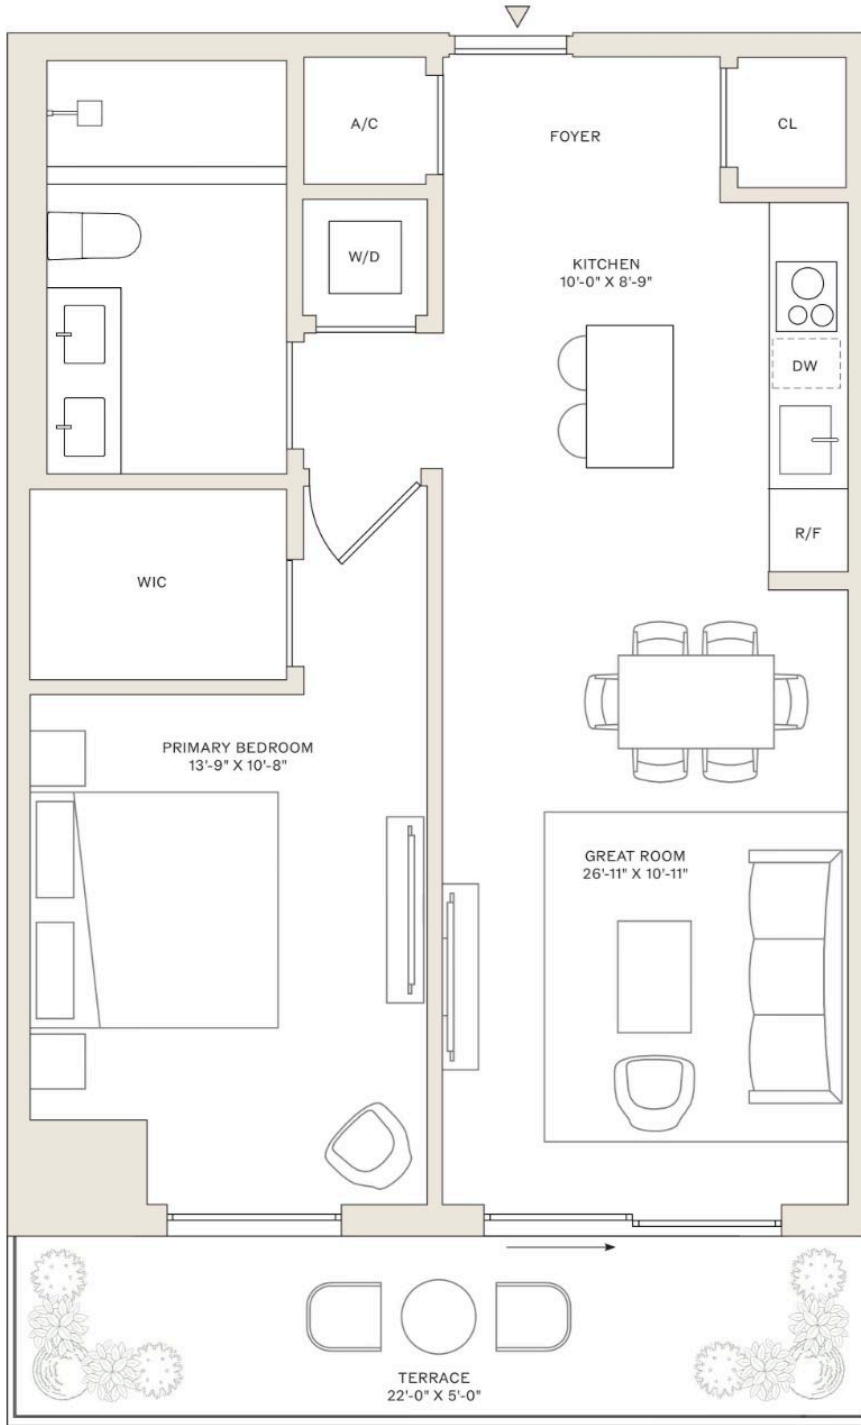 A/C
FOYER
CL
W/D
KITCHEN
10'-0" X 8'-9"
DW
R/F
WIC
PRIMARY BEDROOM
13'-9" X 10'-8"
GREAT ROOM
26'-11" X 10'-11"
TERRACE
22'-0" X 5'-0"